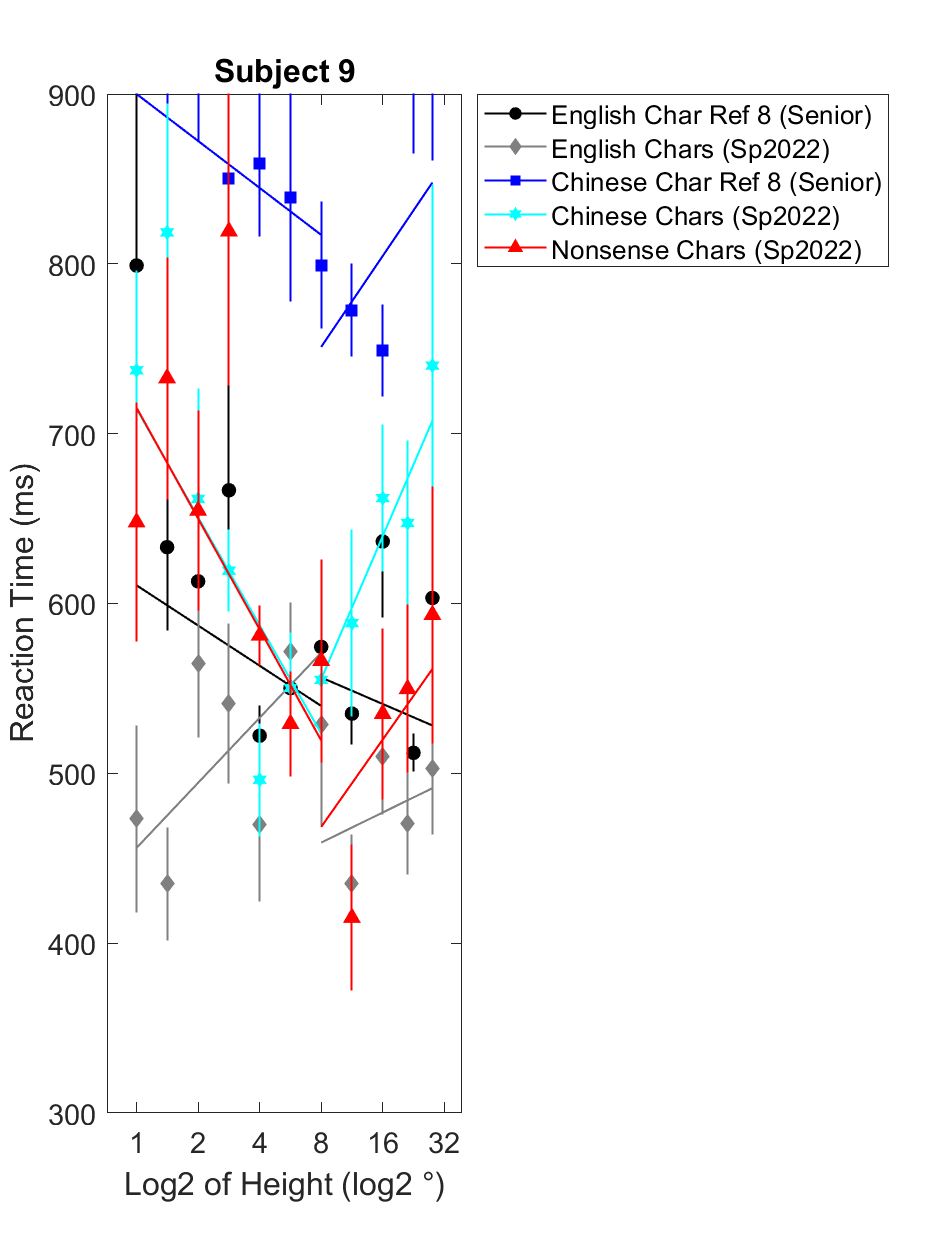 Subject 9
900
800
700
600
500
400
300
Reaction Time (ms)
1 2 4 8 16 32
Log2 of Height (log2 °)
English Char Ref 8 (Senior)
English Chars (Sp2022)
Chinese Char Ref 8 (Senior)
Chinese Chars (Sp2022)
Nonsense Chars (Sp2022)